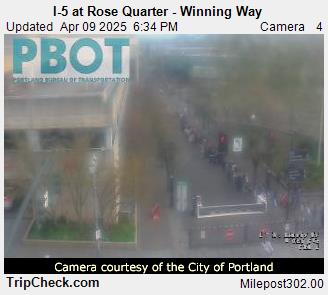 I-5 at Rose Quarter - Winning Way
Updated Apr 09 2025 6:34 PM Camera 4
PBOT
PORTLAND BUREAU OF TRANSPORTATION
Camera courtesy of the City of Portland
TripCheck.com Milepost302.00